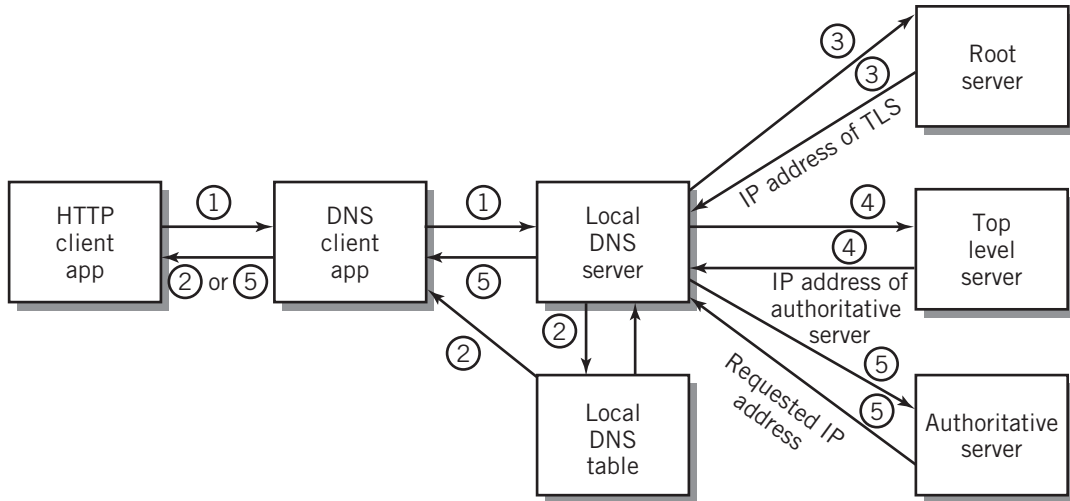 HTTP
client
app
①
② or ⑤
DNS
client
app
①
⑤
②
Local
DNS
server
②
Local
DNS
table
③
③
IP address of TLS
Root
server
④
④
IP address of
authoritative
server
Top
level
server
⑤
⑤
Requested IP
address
Authoritative
server